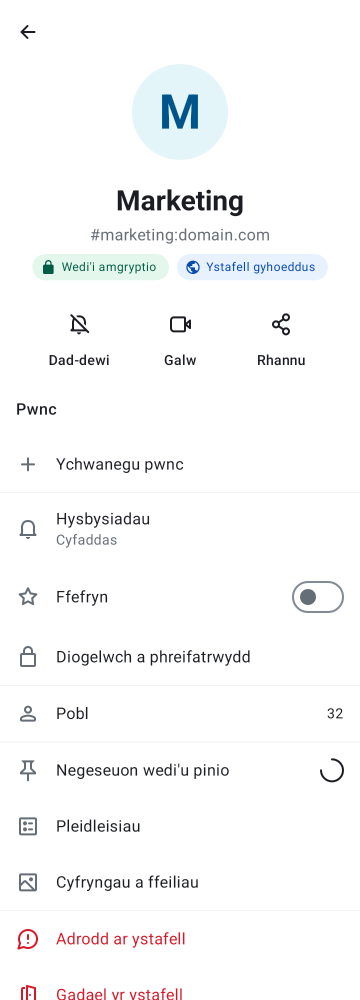 M
Marketing
#marketing:domain.com
Wedi'i amgryptio
Ystafell gyhoeddus
Dad-dewi
Galw
Rhannu
Pwnc
Ychwanegu pwnc
Hysbysiadau
Cyfaddas
Ffefryn
Diogelwch a phreifatrwydd
Pobl
32
Negeseuon wedi'u pinio
Pleidleisiau
Cyfryngau a ffeiliau
Adrodd ar ystafell
Gadael yr ystafell